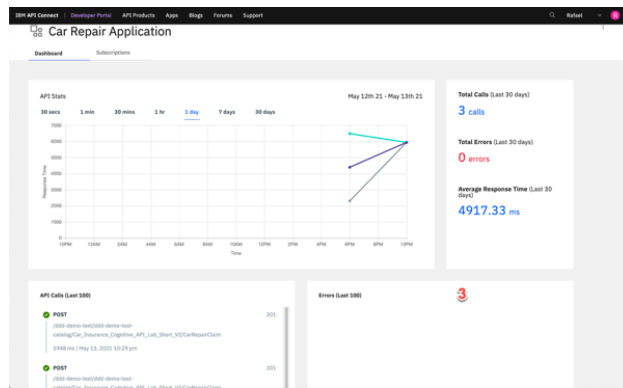 IBM API Connect | Developer Portal API Products Apps Blogs Forums Support Rafael
Car Repair Application
Dashboard Subscriptions
API Stats May 12th 21 - May 13th 21
30 secs 1 min 30 mins 1 hr 1 day 7 days 30 days
7000
6000
5000
4000
3000
2000
1000
0
Response Time
10PM 12AM 2AM 4AM 6AM 8AM 10AM 12PM 2PM 4PM 6PM 8PM 10PM
Time
Total Calls (Last 30 days)
3 calls
Total Errors (Last 30 days)
0 errors
Average Response Time (Last 30
days)
4917.33 ms
API Calls (Last 100)
POST 201
/ddd-demo-test/ddd-demo-test-
catalog/Car_Insurance_Cognitive_API_Lab_Short_V2/CarRepairClaim
5968 ms | May 13, 2021 10:29 pm
POST 201
/ddd-demo-test/ddd-demo-test-
Errors (Last 100)
3